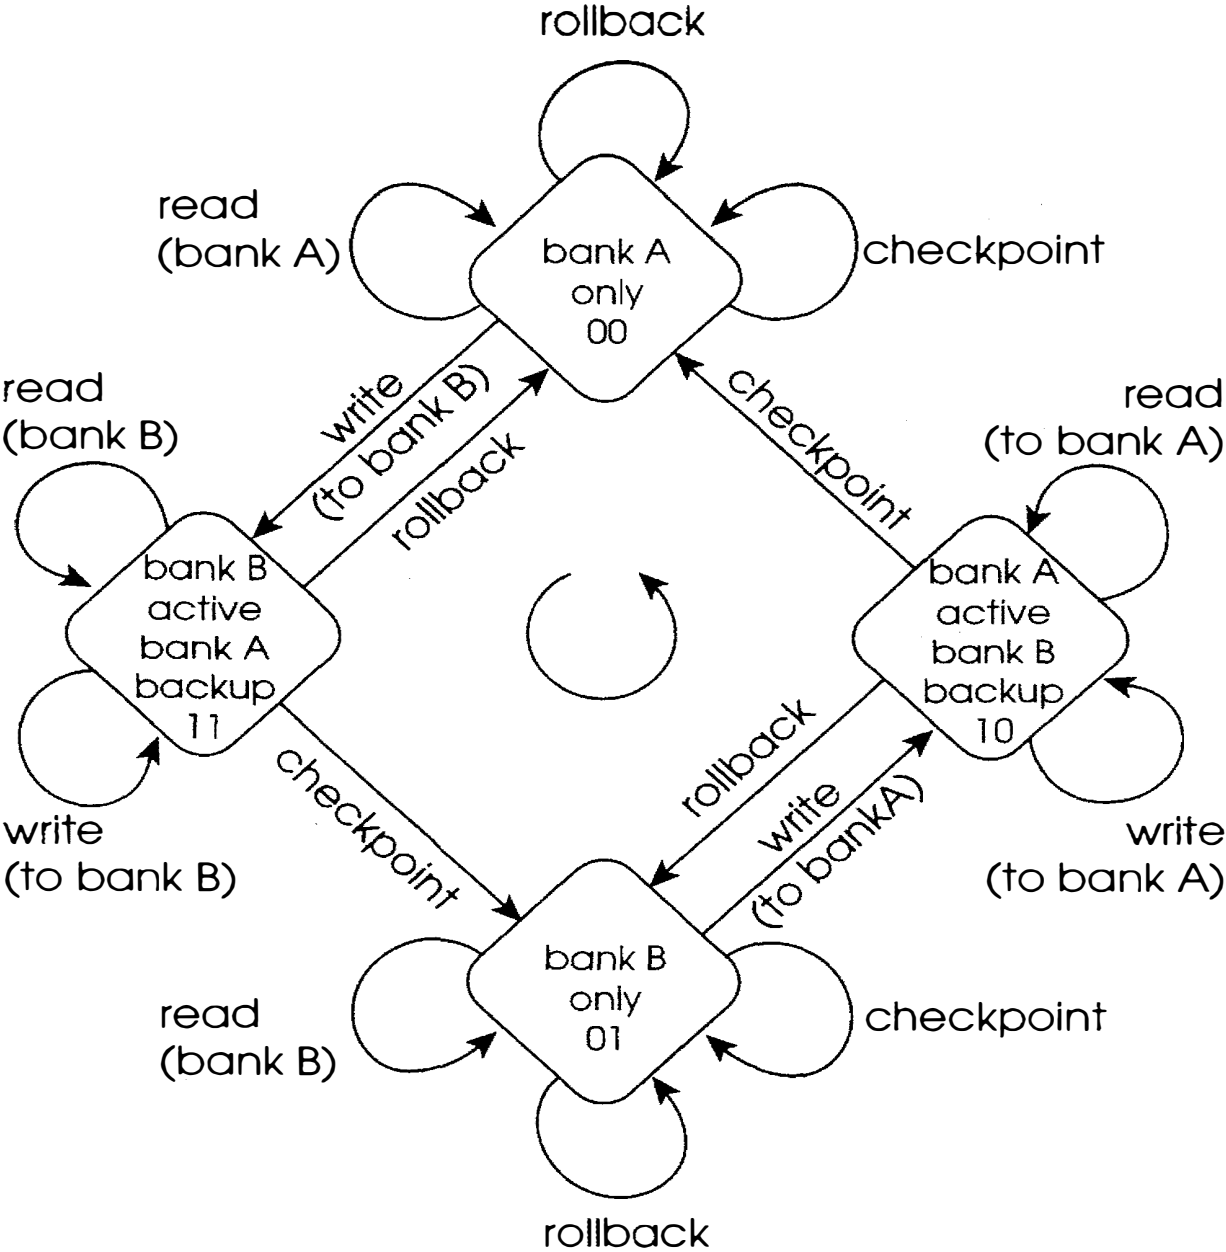 rollback
read
(bank A)
checkpoint
bank A
only
00
write
(to bank B)
rollback
checkpoint
read
(bank B)
read
(to bank A)
bank B
active
bank A
backup
11
bank A
active
bank B
backup
10
write
(to bank B)
checkpoint
rollback
write
(to bankA)
write
(to bank A)
bank B
only
01
read
(bank B)
checkpoint
rollback